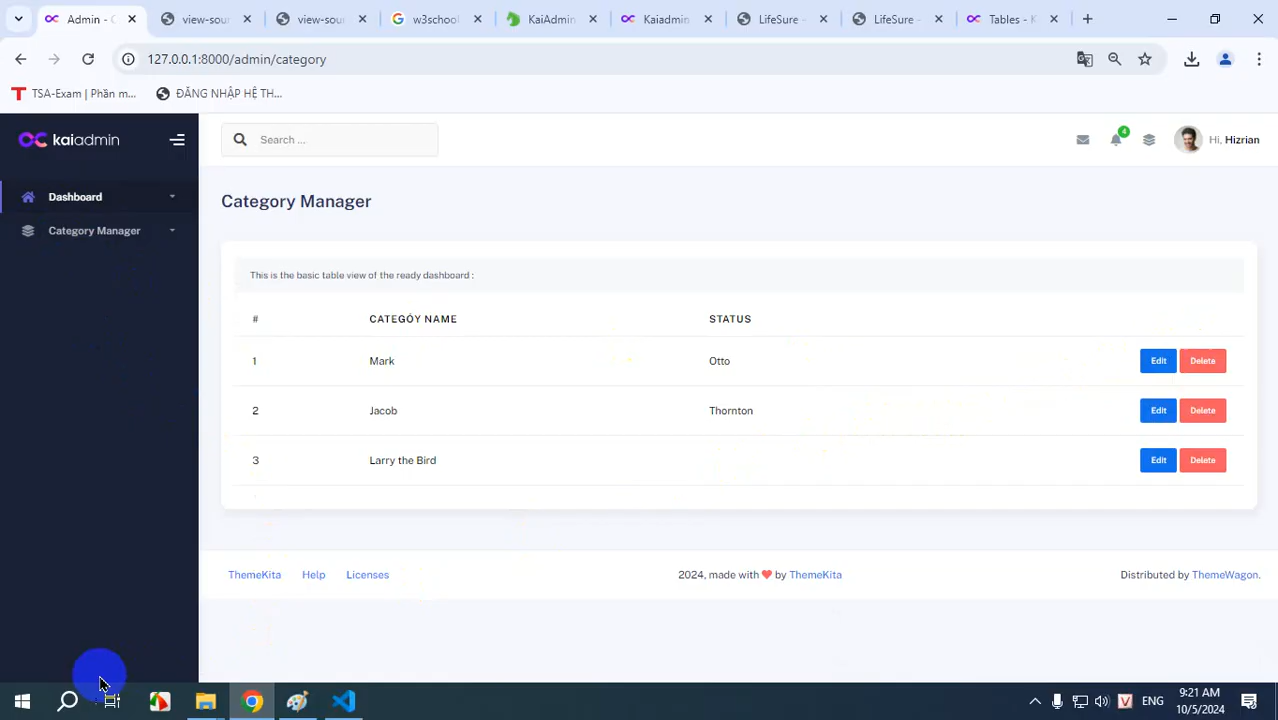 Admin - C
view-sour
view-sour
w3school
KaiAdmin
Kaiadmin
LifeSure -
LifeSure -
Tables - K
127.0.0.1:8000/admin/category
TSA-Exam | Phần m...
ĐĂNG NHẬP HỆ TH...
kaiadmin
Search ...
4
Hi, Hizrian
Dashboard
Category Manager
Category Manager
This is the basic table view of the ready dashboard :
# CATEGÓY NAME STATUS
1 Mark Otto Edit Delete
2 Jacob Thornton Edit Delete
3 Larry the Bird Edit Delete
ThemeKita Help Licenses 2024, made with by ThemeKita Distributed by ThemeWagon.
ENG
9:21 AM
10/5/2024